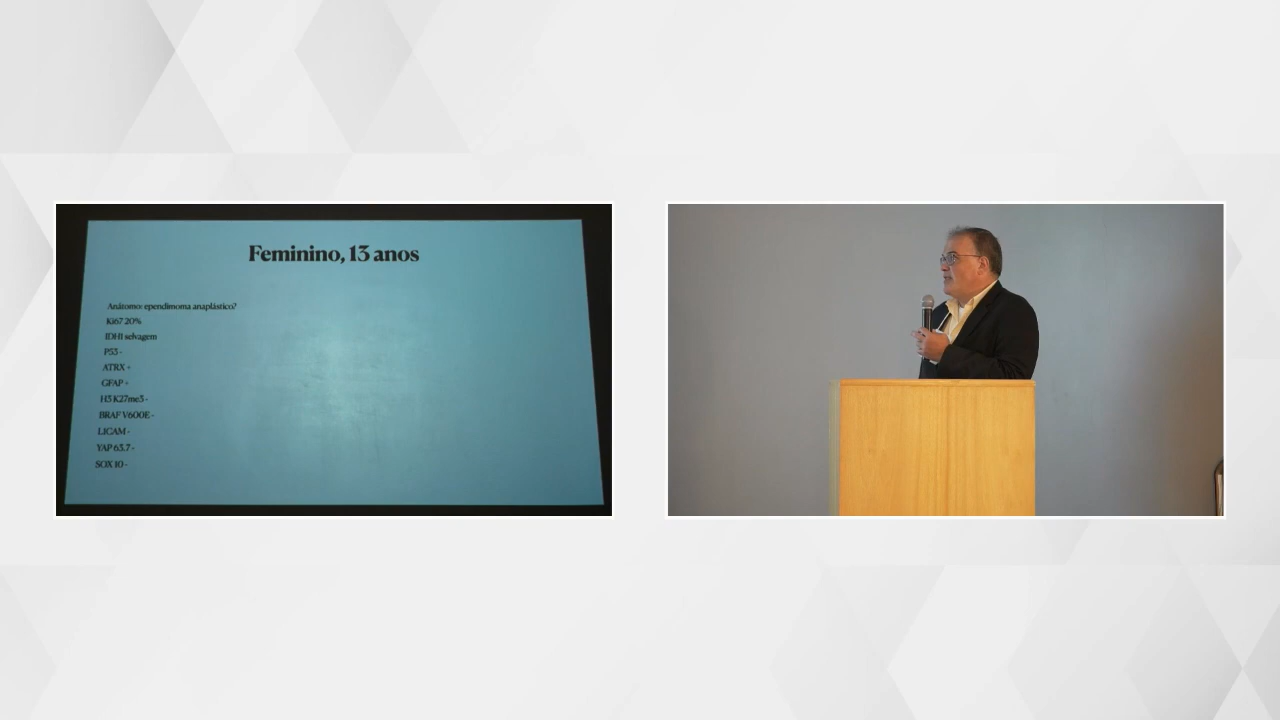 Feminino, 13 anos
Anátomo: ependimoma anaplástico?
Ki67 20%
IDH1 selvagem
P53 -
ATRX +
GFAP +
H3 K27me3 -
BRAF V600E -
L1CAM -
YAP 63.7 -
SOX 10 -